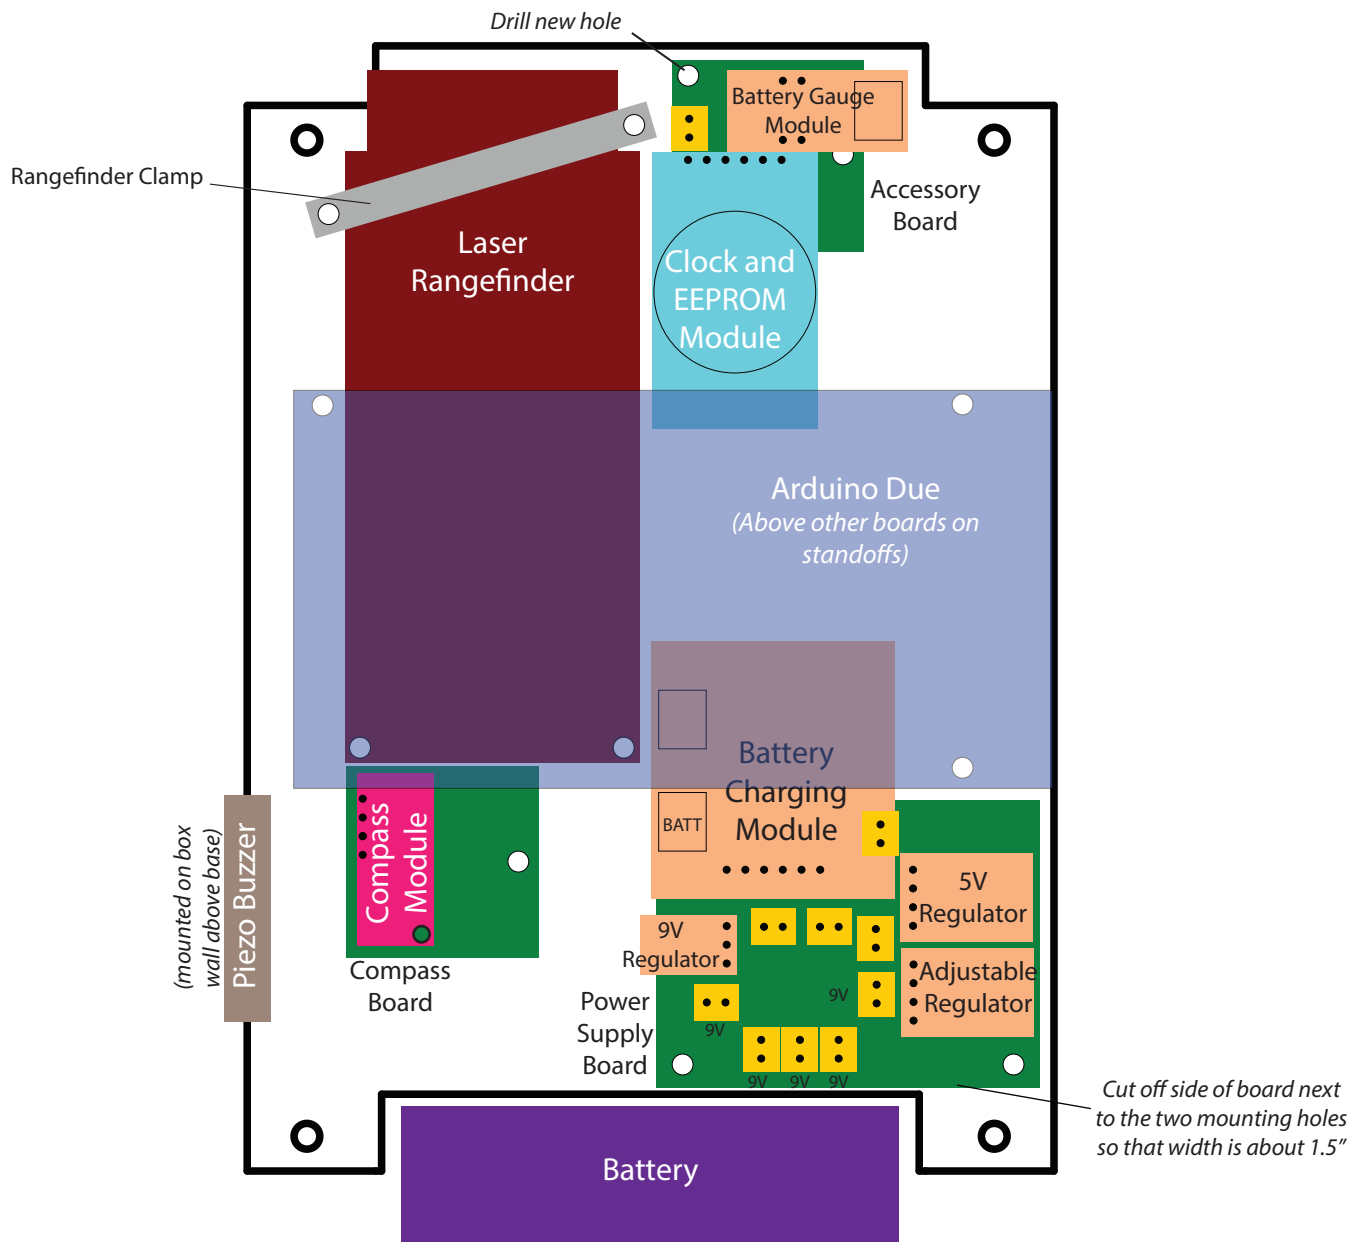 Drill new hole
Battery Gauge
Module
Rangefinder Clamp
Accessory
Board
Laser
Rangefinder
Clock and
EEPROM
Module
Arduino Due
(Above other boards on
standoffs)
Battery
Charging
Module
BATT
Compass
Module
Piezo Buzzer
(mounted on box
wall above base)
5V
Regulator
9V
Regulator
Adjustable
Regulator
Compass
Board
Power
Supply
Board
9V
9V
9V
9V
9V
Cut off side of board next
to the two mounting holes
so that width is about 1.5”
Battery